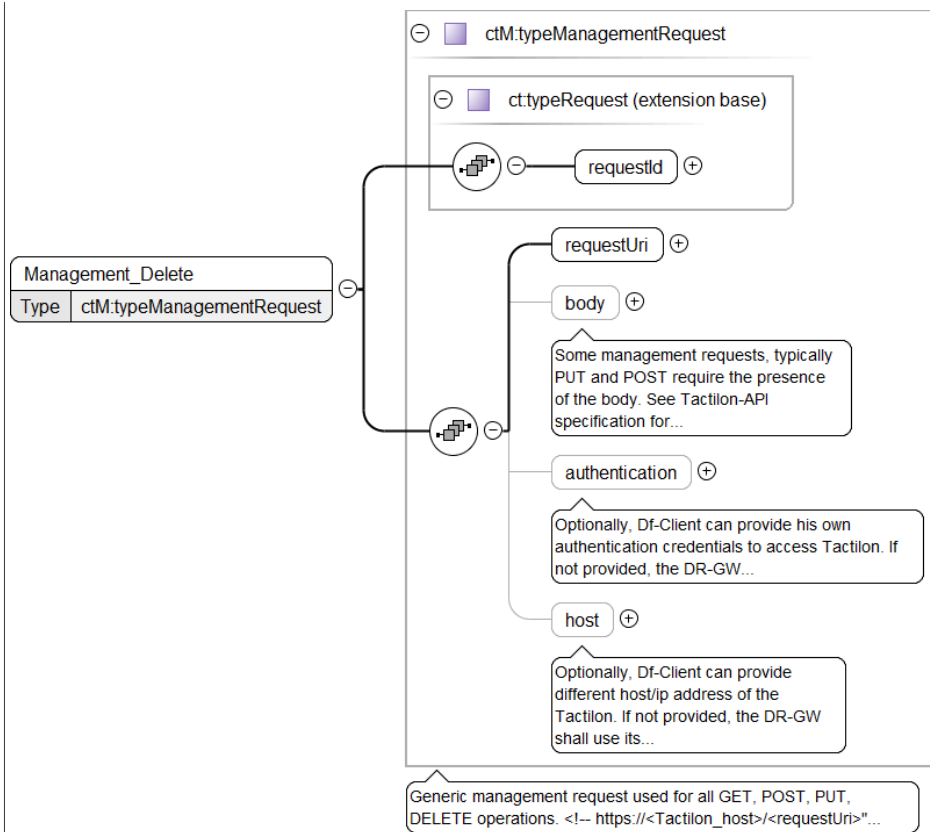 ctM:typeManagementRequest
ct:typeRequest (extension base)
requestId
requestUri
Management_Delete
Type ctM:typeManagementRequest
body
Some management requests, typically
PUT and POST require the presence
of the body. See Tactilon-API
specification for...
authentication
Optionally, Df-Client can provide his own
authentication credentials to access Tactilon. If
not provided, the DR-GW...
host
Optionally, Df-Client can provide
different host/ip address of the
Tactilon. If not provided, the DR-GW
shall use its...
Generic management request used for all GET, POST, PUT,
DELETE operations. <!-- https://<Tactilon_host>/<requestUri>"...